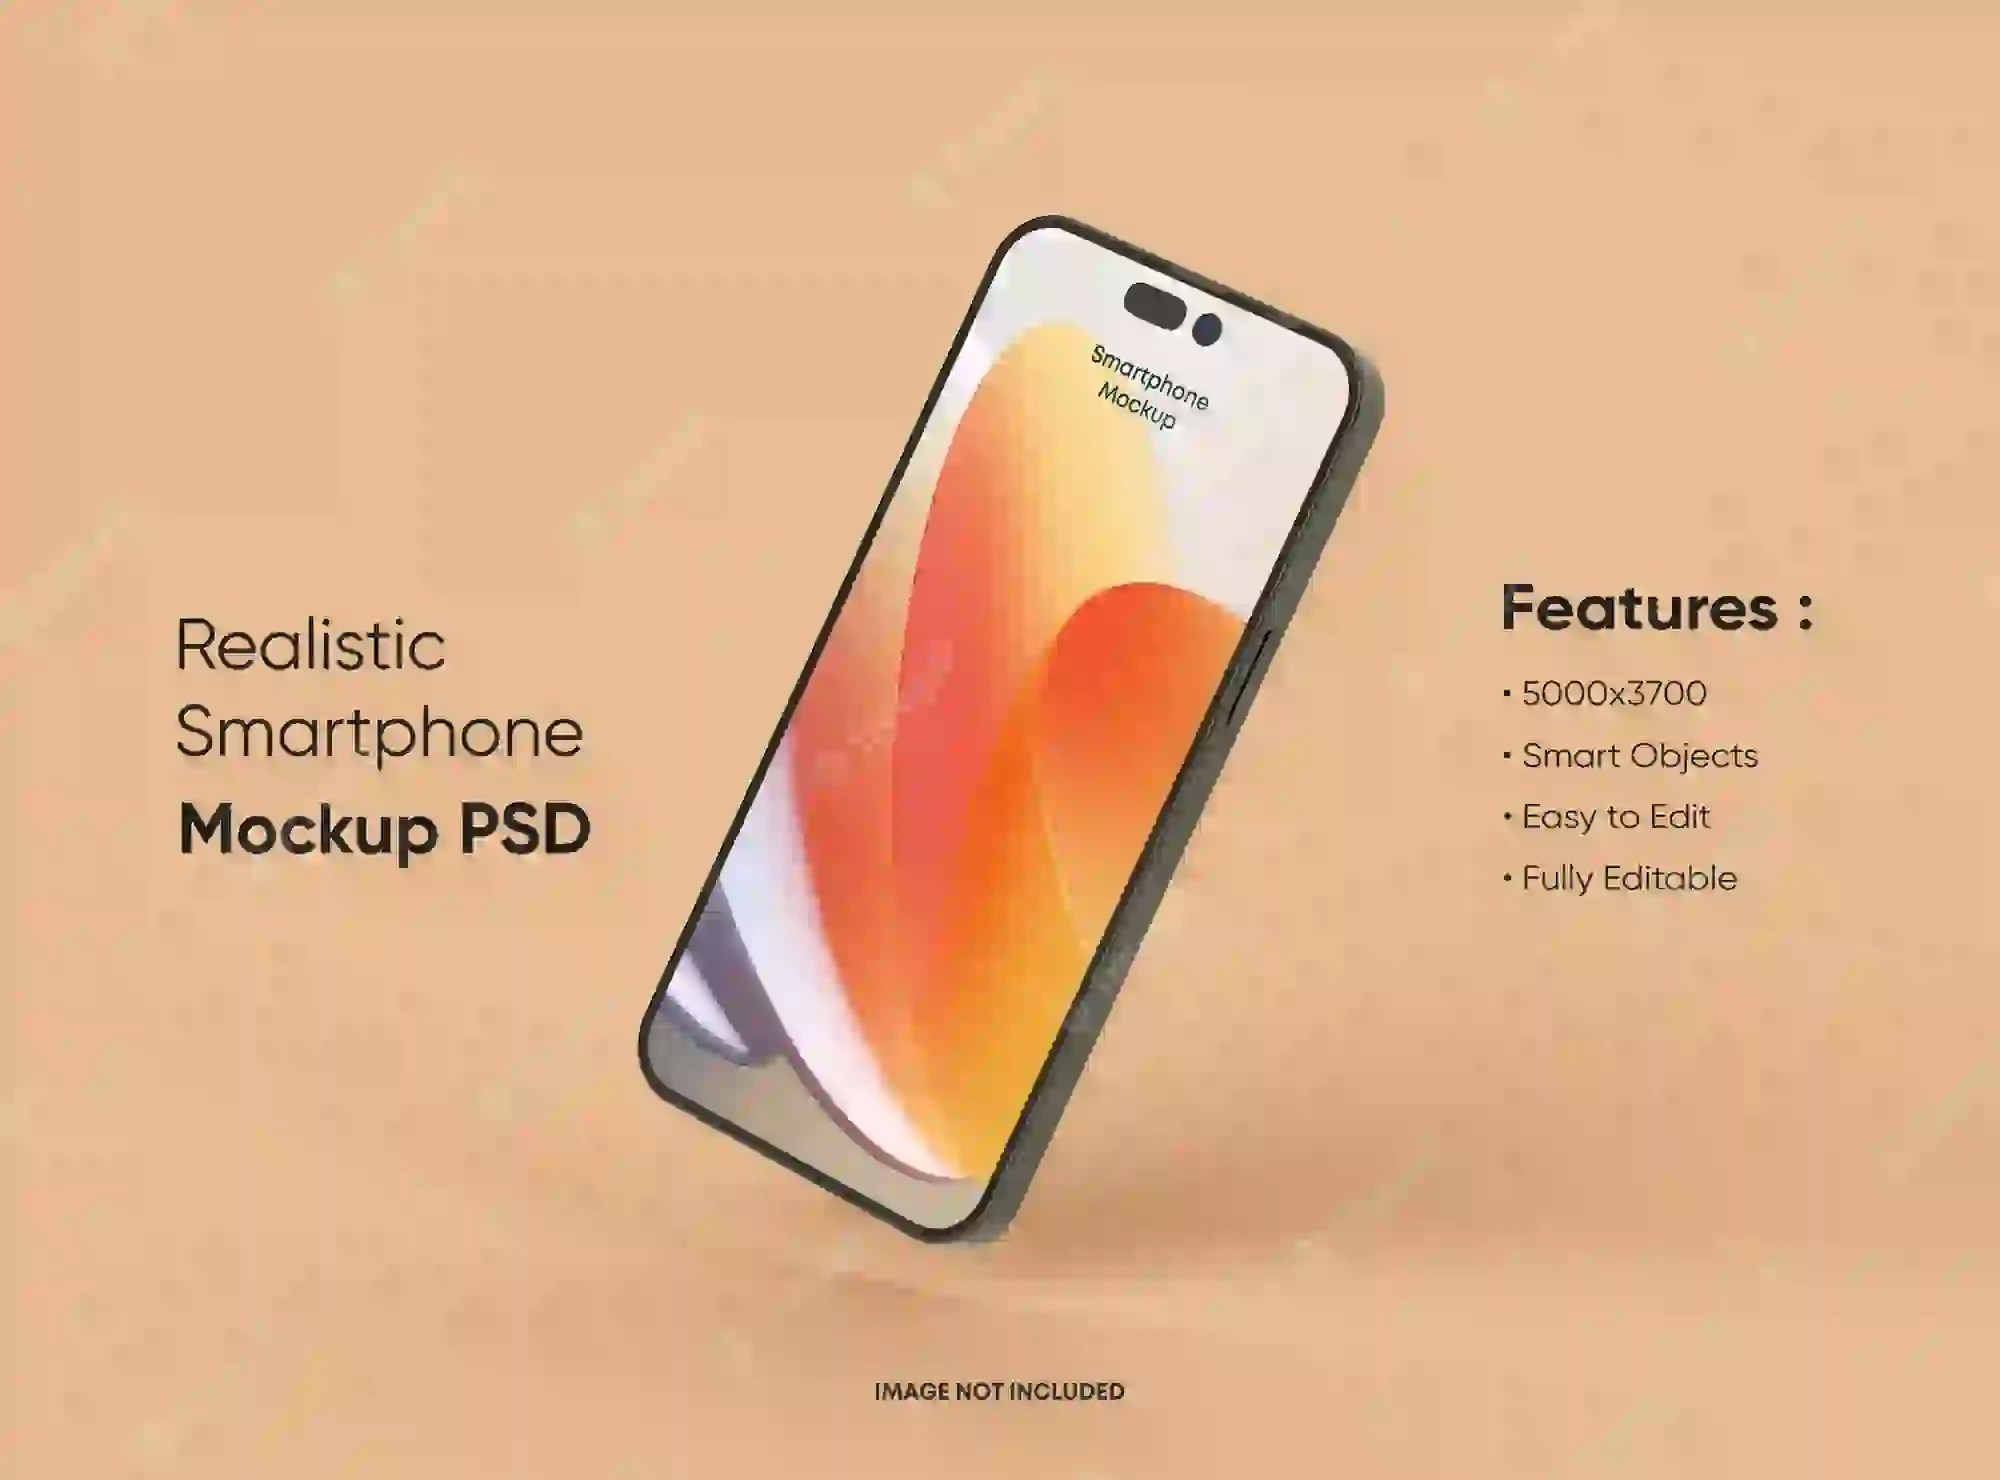 Smartphone
Mockup
Realistic
Smartphone
Mockup PSD
Features :
• 5000x3700
• Smart Objects
• Easy to Edit
• Fully Editable
IMAGE NOT INCLUDED